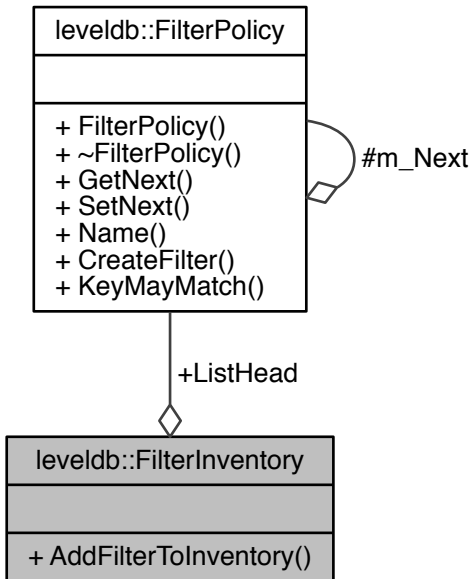 leveldb::FilterPolicy
+ FilterPolicy()
+ ~FilterPolicy()
+ GetNext()
+ SetNext()
+ Name()
+ CreateFilter()
+ KeyMayMatch()
#m_Next
+ListHead
leveldb::FilterInventory
+ AddFilterToInventory()